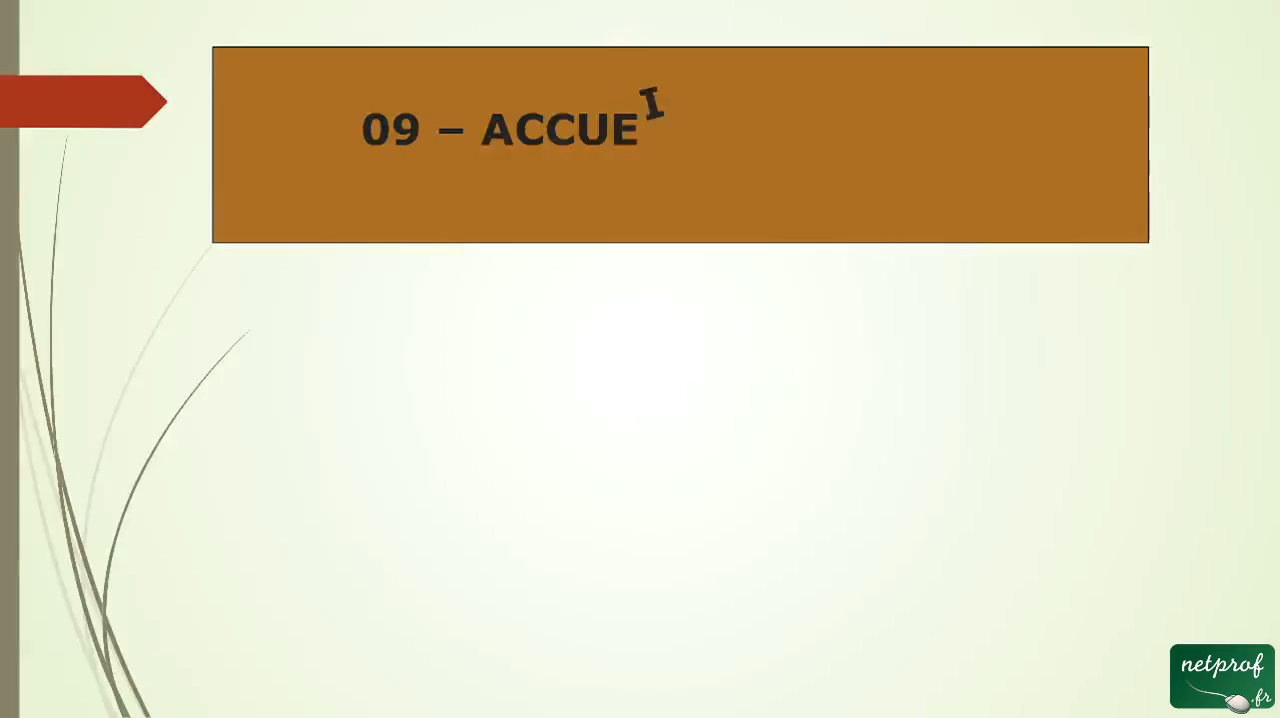 09 – ACCUEI
netprof
.fr